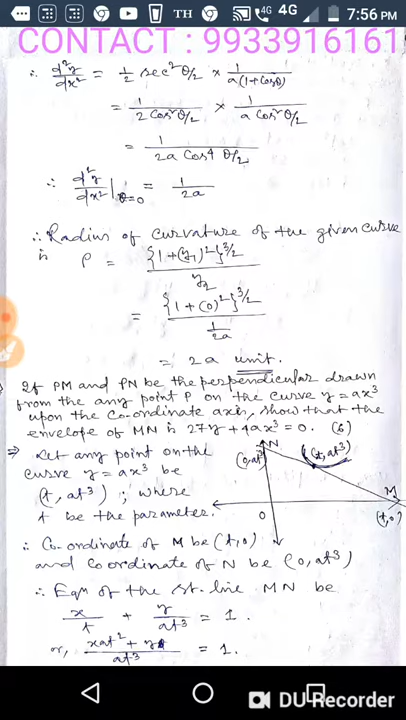 TH 4G 4G 7:56 PM
CONTACT : 9933916161
∴ d²y/dx² = 1/2 sec² θ/2 × 1/a(1+cosθ)
= 1/2cos²θ/2 × 1/a cos²θ/2
= 1/2a cos⁴ θ/2
∴ d²y/dx²|θ=0 = 1/2a
∴ Radius of curvature of the given curve
is ρ = {1+(y₁)²}^3/2 / y₂
= {1+(0)²}^3/2 / 1/2a
= 2a unit.
If PM and PN be the perpendicular drawn
from the any point P on the curve y=ax³
upon the co-ordinate axis, show that the
envelope of MN is 27y+4ax³=0. (6)
⇒ Let any point on the
curve y=ax³ be
(t, at³) ; where
t be the parameter.
N
(0,at³)
(t,at³)
M
0
(t,0)
∴ Co-ordinate of M be (t,0)
and coordinate of N be (0,at³)
∴ Eqn of the st. line MN be
x/t + y/at³ = 1.
or, xat²+y/at³ = 1.
DU Recorder